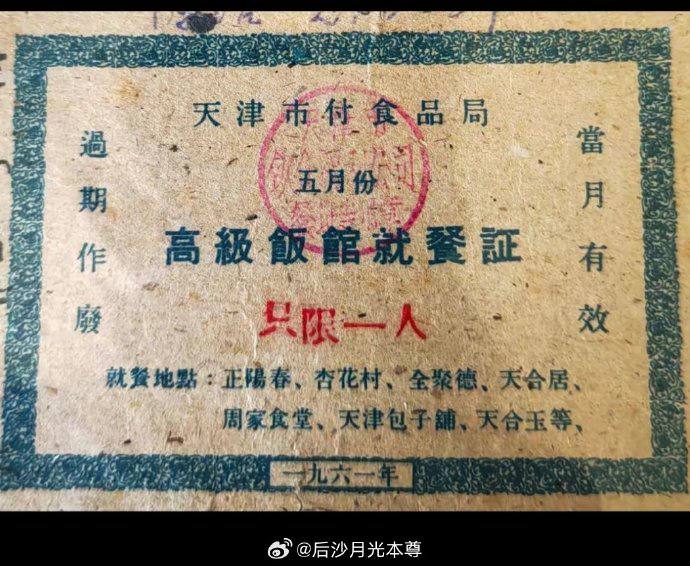 天津市付食品局
五月份
高級飯館就餐証
只限一人
當月有效
過期作廢
就餐地點：正陽春、杏花村、全聚德、天合居、
周家食堂、天津包子舖、天合玉等、
一九六一年
@后沙月光本尊